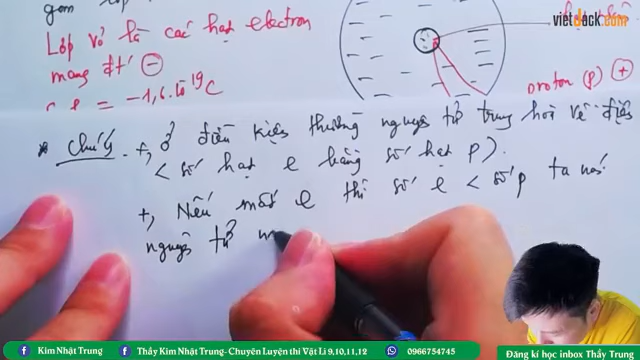 gồm lớp
Lớp vỏ là các hạt electron
mang đt ⊖
e = -1,6.10⁻¹⁹C
vietjack.com
proton (p) ⊕
* Chú ý +, ở điều kiện thường nguyên tử trung hoà về điện
< số hạt e bằng số hạt p).
+, Nếu mất e thì số e < số p ta nói
nguyên tử m
Kim Nhật Trung
Thầy Kim Nhật Trung- Chuyên Luyện thi Vật Lí 9,10,11,12
0966754745
Đăng kí học inbox Thầy Trung